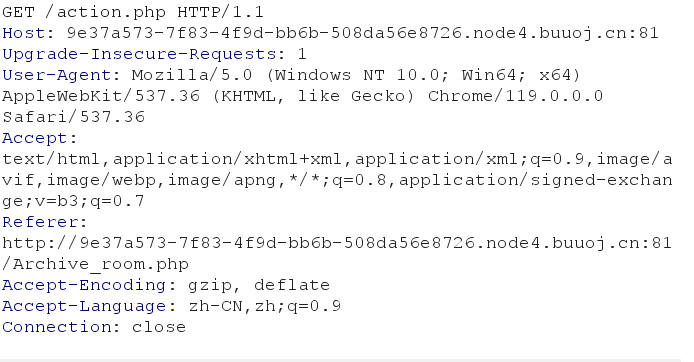 GET /action.php HTTP/1.1
Host: 9e37a573-7f83-4f9d-bb6b-508da56e8726.node4.buuoj.cn:81
Upgrade-Insecure-Requests: 1
User-Agent: Mozilla/5.0 (Windows NT 10.0; Win64; x64)
AppleWebKit/537.36 (KHTML, like Gecko) Chrome/119.0.0.0
Safari/537.36
Accept:
text/html,application/xhtml+xml,application/xml;q=0.9,image/a
vif,image/webp,image/apng,*/*;q=0.8,application/signed-exchan
ge;v=b3;q=0.7
Referer:
http://9e37a573-7f83-4f9d-bb6b-508da56e8726.node4.buuoj.cn:81
/Archive_room.php
Accept-Encoding: gzip, deflate
Accept-Language: zh-CN,zh;q=0.9
Connection: close